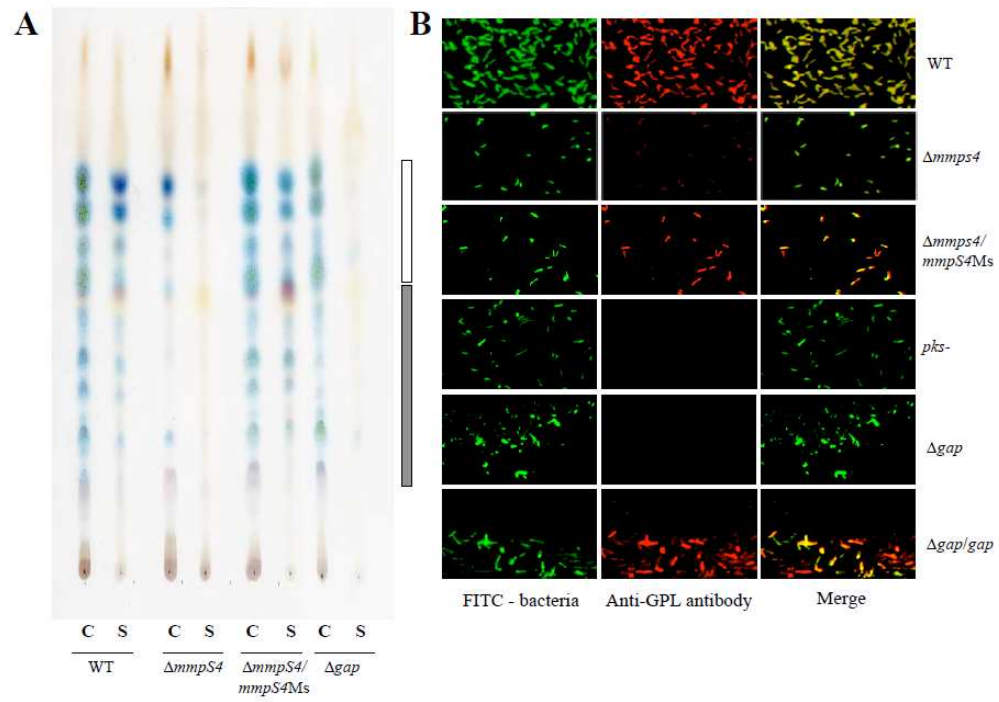 A
B
WT
Δmmps4
Δmmps4/
mmpS4Ms
pks-
Δgap
Δgap/gap
FITC - bacteria Anti-GPL antibody Merge
C S C S C S C S
WT ΔmmpS4 ΔmmpS4/ Δgap
mmpS4Ms